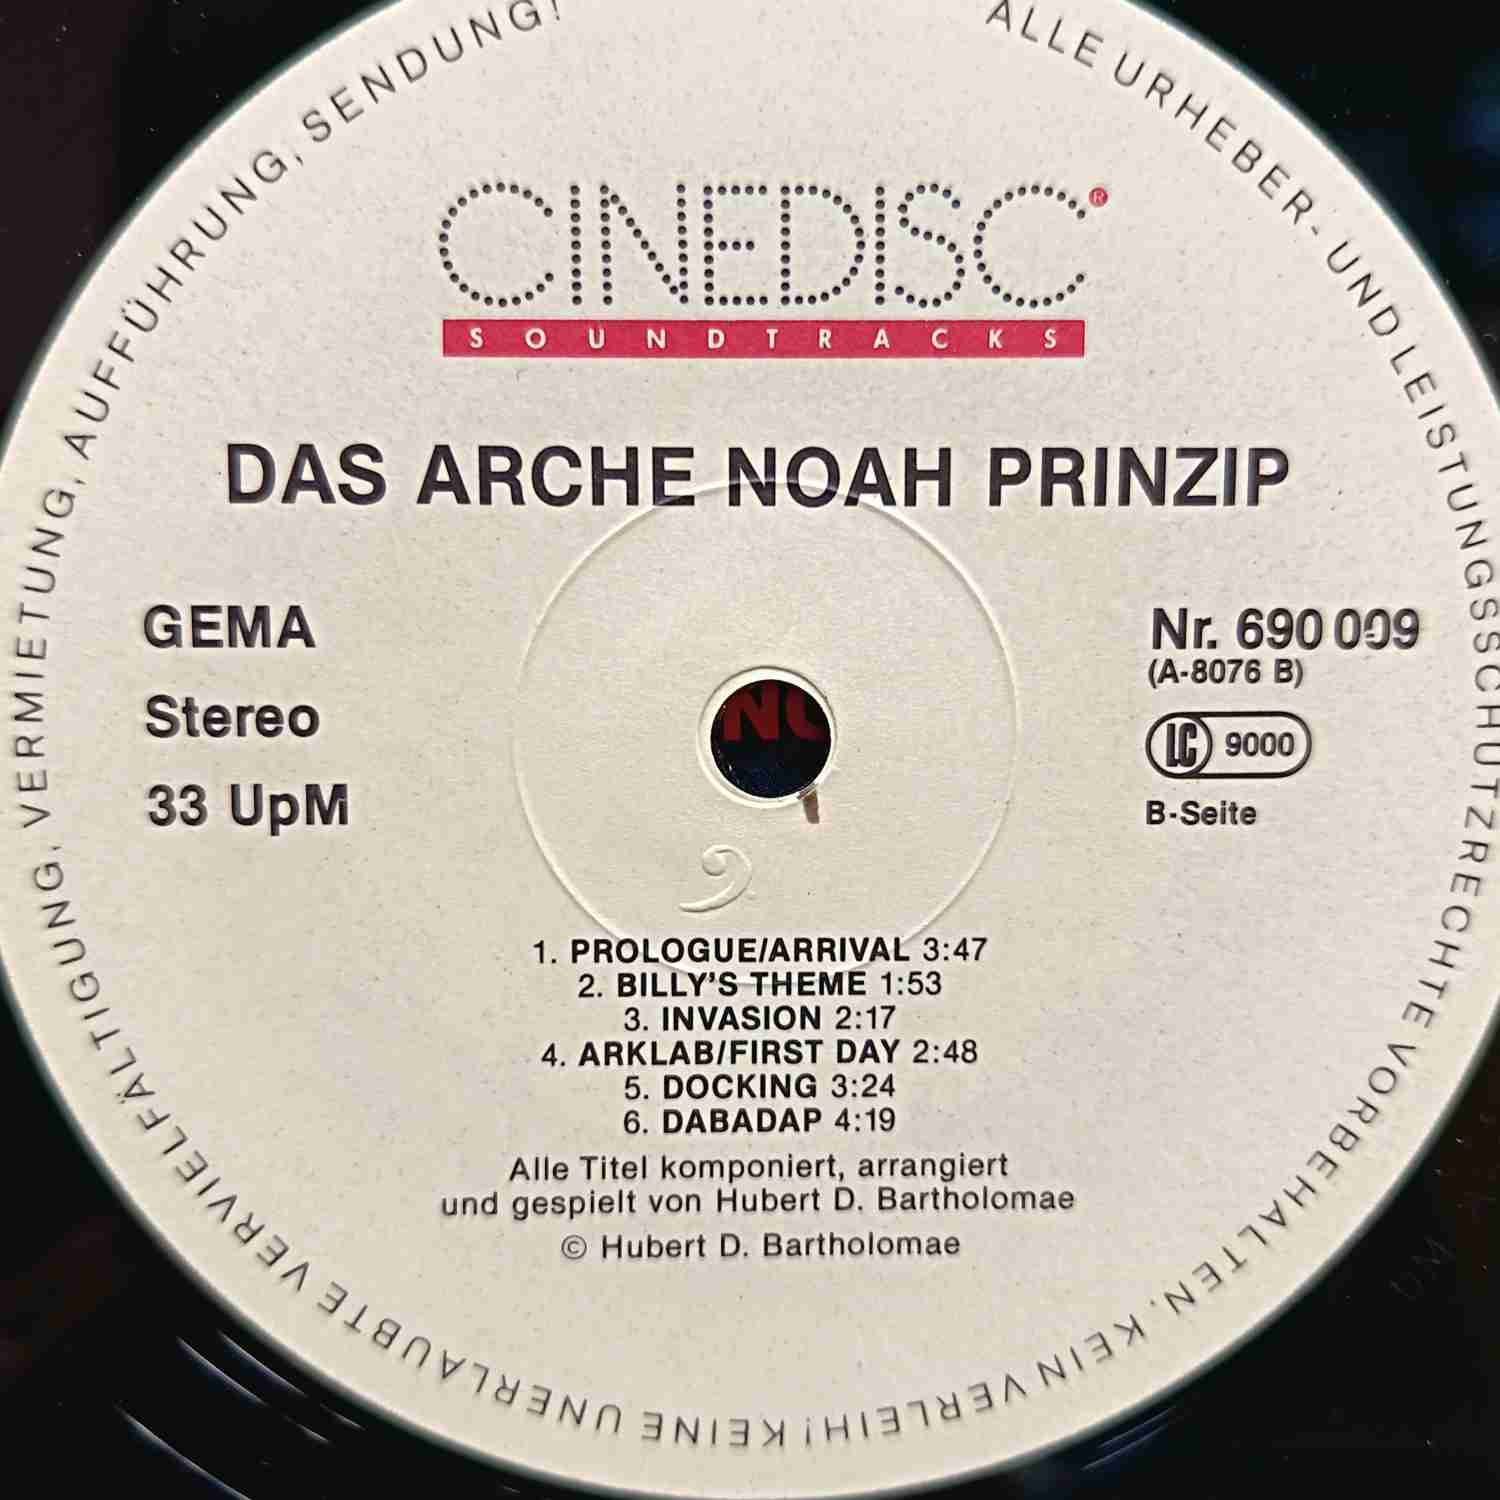 ALLE URHEBER- UND LEISTUNGSSCHUTZRECHTE VORBEHALTEN. KEIN VERLEIH! KEINE UNERLAUBTE VERVIELFÄLTIGUNG, VERMIETUNG, AUFFÜHRUNG, SENDUNG!
CINEDISC®
SOUNDTRACKS
DAS ARCHE NOAH PRINZIP
GEMA
Stereo
33 UpM
Nr. 690 009
(A-8076 B)
LC 9000
B-Seite
9
1. PROLOGUE/ARRIVAL 3:47
2. BILLY'S THEME 1:53
3. INVASION 2:17
4. ARKLAB/FIRST DAY 2:48
5. DOCKING 3:24
6. DABADAP 4:19
Alle Titel komponiert, arrangiert
und gespielt von Hubert D. Bartholomae
© Hubert D. Bartholomae